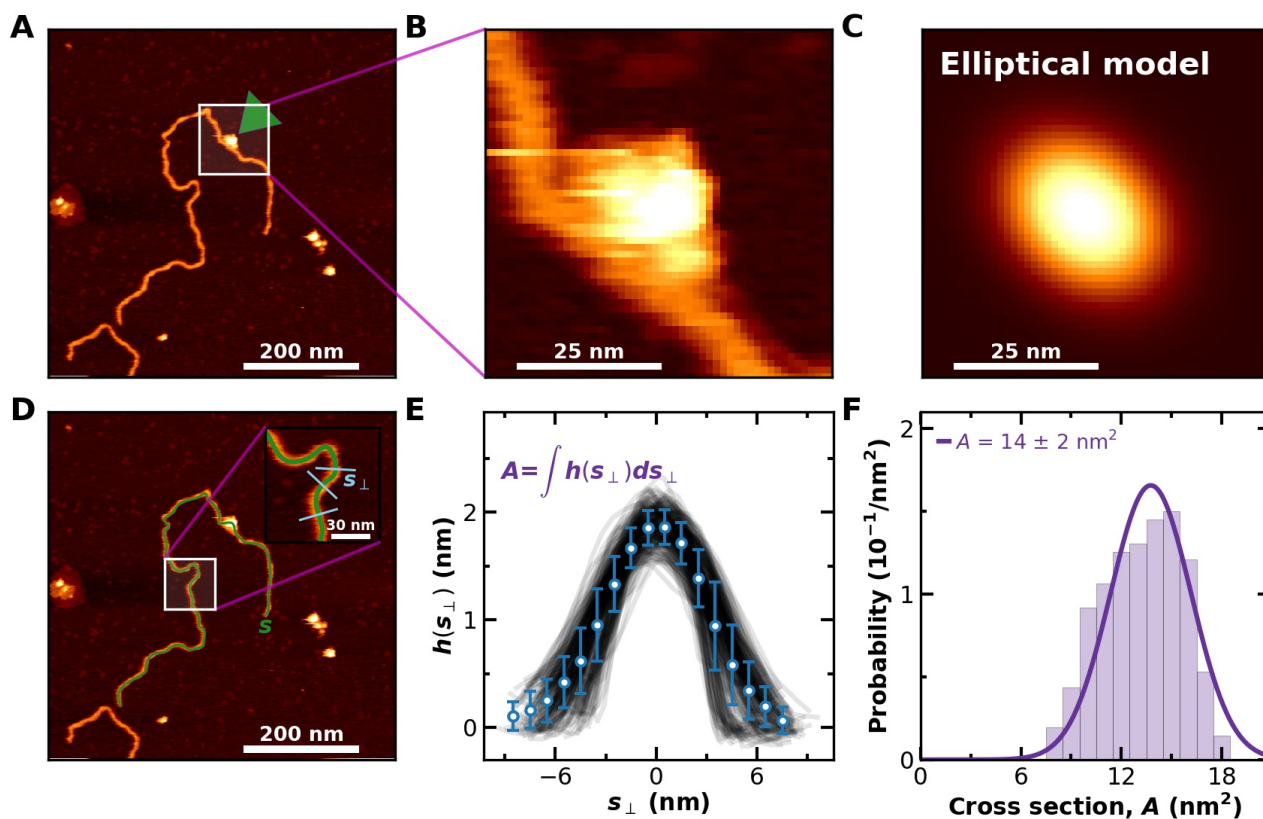 A
B
C
200 nm
25 nm
Elliptical model
25 nm
D
E
F
s⊥
30 nm
s
200 nm
A=∫ h(s⊥)ds⊥
h(s⊥) (nm)
2
1
0
−6
0
6
s⊥ (nm)
A = 14 ± 2 nm²
Probability (10⁻¹/nm²)
2
1
0
0
6
12
18
Cross section, A (nm²)